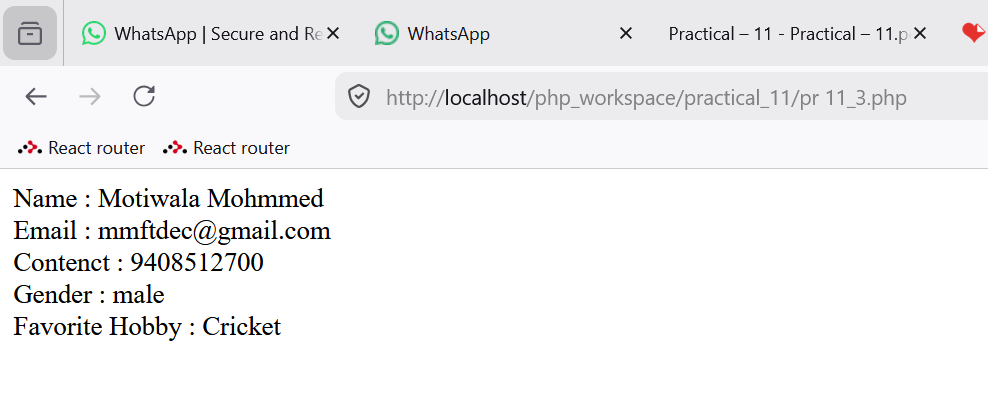 WhatsApp | Secure and Re
WhatsApp
Practical – 11 - Practical – 11.p
http://localhost/php_workspace/practical_11/pr 11_3.php
React router React router
Name : Motiwala Mohmmed
Email : mmftdec@gmail.com
Contenct : 9408512700
Gender : male
Favorite Hobby : Cricket